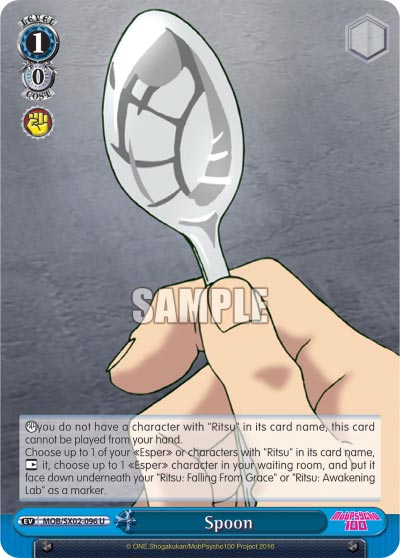 LEVEL
1
0
COST
SAMPLE
you do not have a character with "Ritsu" in its card name, this card
cannot be played from your hand.
Choose up to 1 of your «Esper» or characters with "Ritsu" in its card name,
it, choose up to 1 «Esper» character in your waiting room, and put it
face down underneath your "Ritsu: Falling From Grace" or "Ritsu: Awakening
Lab" as a marker.
EV MOB/SX02-096 U
Spoon
MobPsycho
100
© ONE,Shogakukan/MobPsycho100 Project 2016